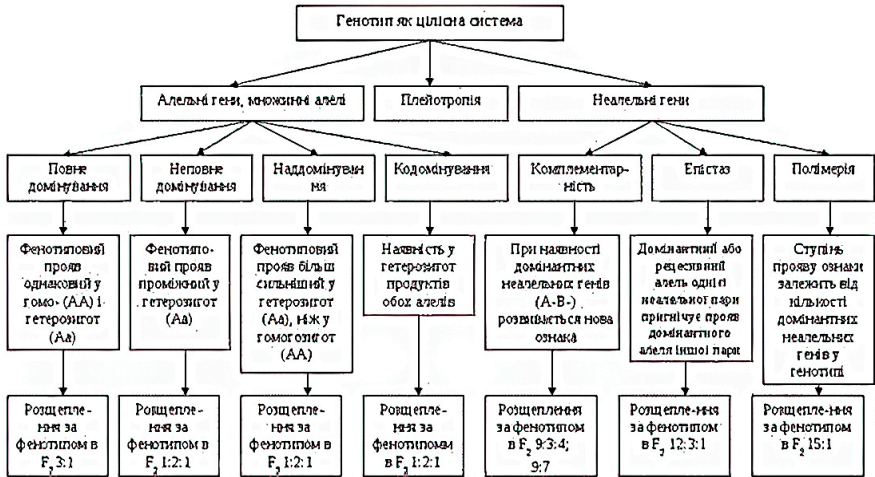 Генотип як цілісна система
Алельні гени, множинні алелі
Плейотропія
Неалельні гени
Повне
домінування
Неповне
домінування
Наддомінуван
ня
Кодомінування
Комплементар-
ність
Епістаз
Полімерія
Фенотиповий
прояв
однаковий у
гомо- (АА) і
гетерозигот
(Аа)
Фенотипо-
вий прояв
проміжний у
гетерозигот
(Аа)
Фенотиповий
прояв більш
сильніший у
гетерозигот
(Аа), ніж у
гомогозигот
(АА)
Наявність у
гетерозигот
продуктів
обох алелів
При наявності
домінантних
неалельних генів
(А-В-)
розвивається нова
ознака
Домінантний або
рецесивний
алель однієї
неалельної пари
пригнічує прояв
домінантного
алеля іншої пари
Ступінь
прояву ознаки
залежить від
кількості
домінантних
неалельних
генів у
генотипі
Розщепле-
ння за
фенотипом в
F₂ 3:1
Розщепле-
ння за
фенотипом в
F₂ 1:2:1
Розщепле-
ння за
фенотипом в
F₂ 1:2:1
Розщепле-
ння за
фенотипом
в F₂ 1:2:1
Розщеплення
за фенотипом
в F₂ 9:3:4;
9:7
Розщепле-ння
за фенотипом
в F₂ 12:3:1
Розщепле-ння
за фенотипом
в F₂ 15:1